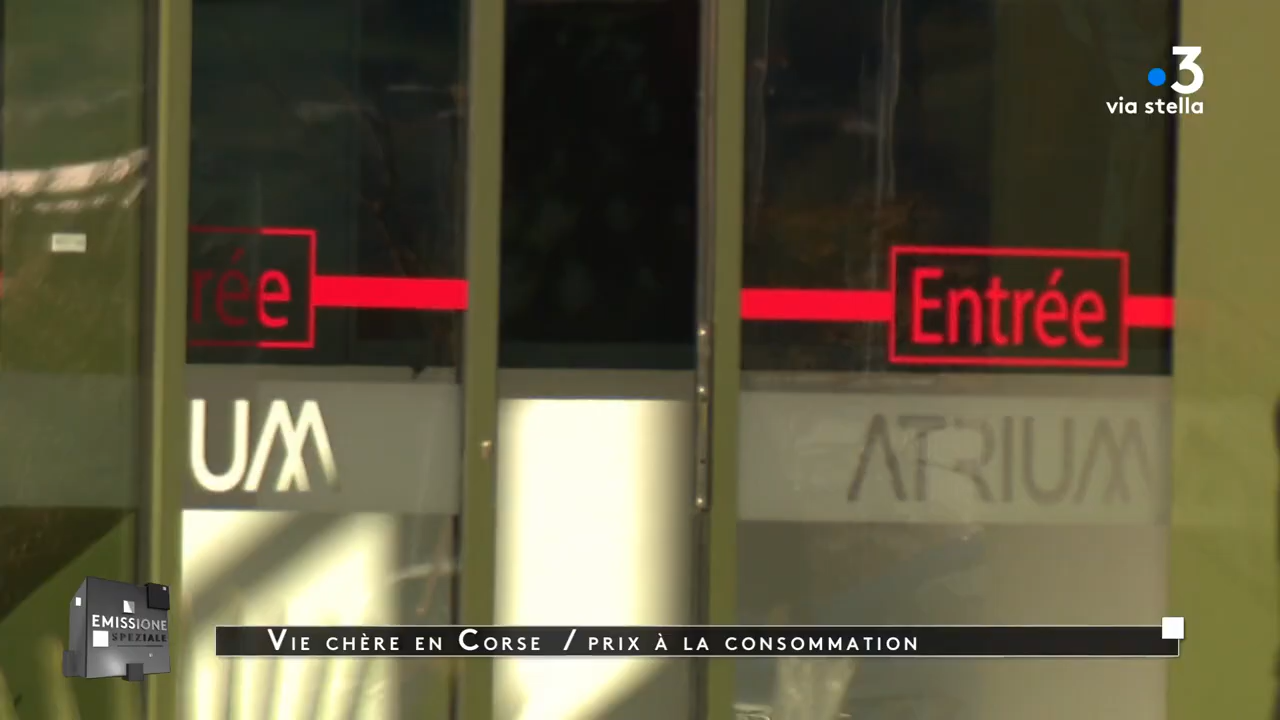 3
via stella
rée
Entrée
UM
ATRIUM
EMISSIONE
SPEZIALE
Vie chère en Corse / prix à la consommation